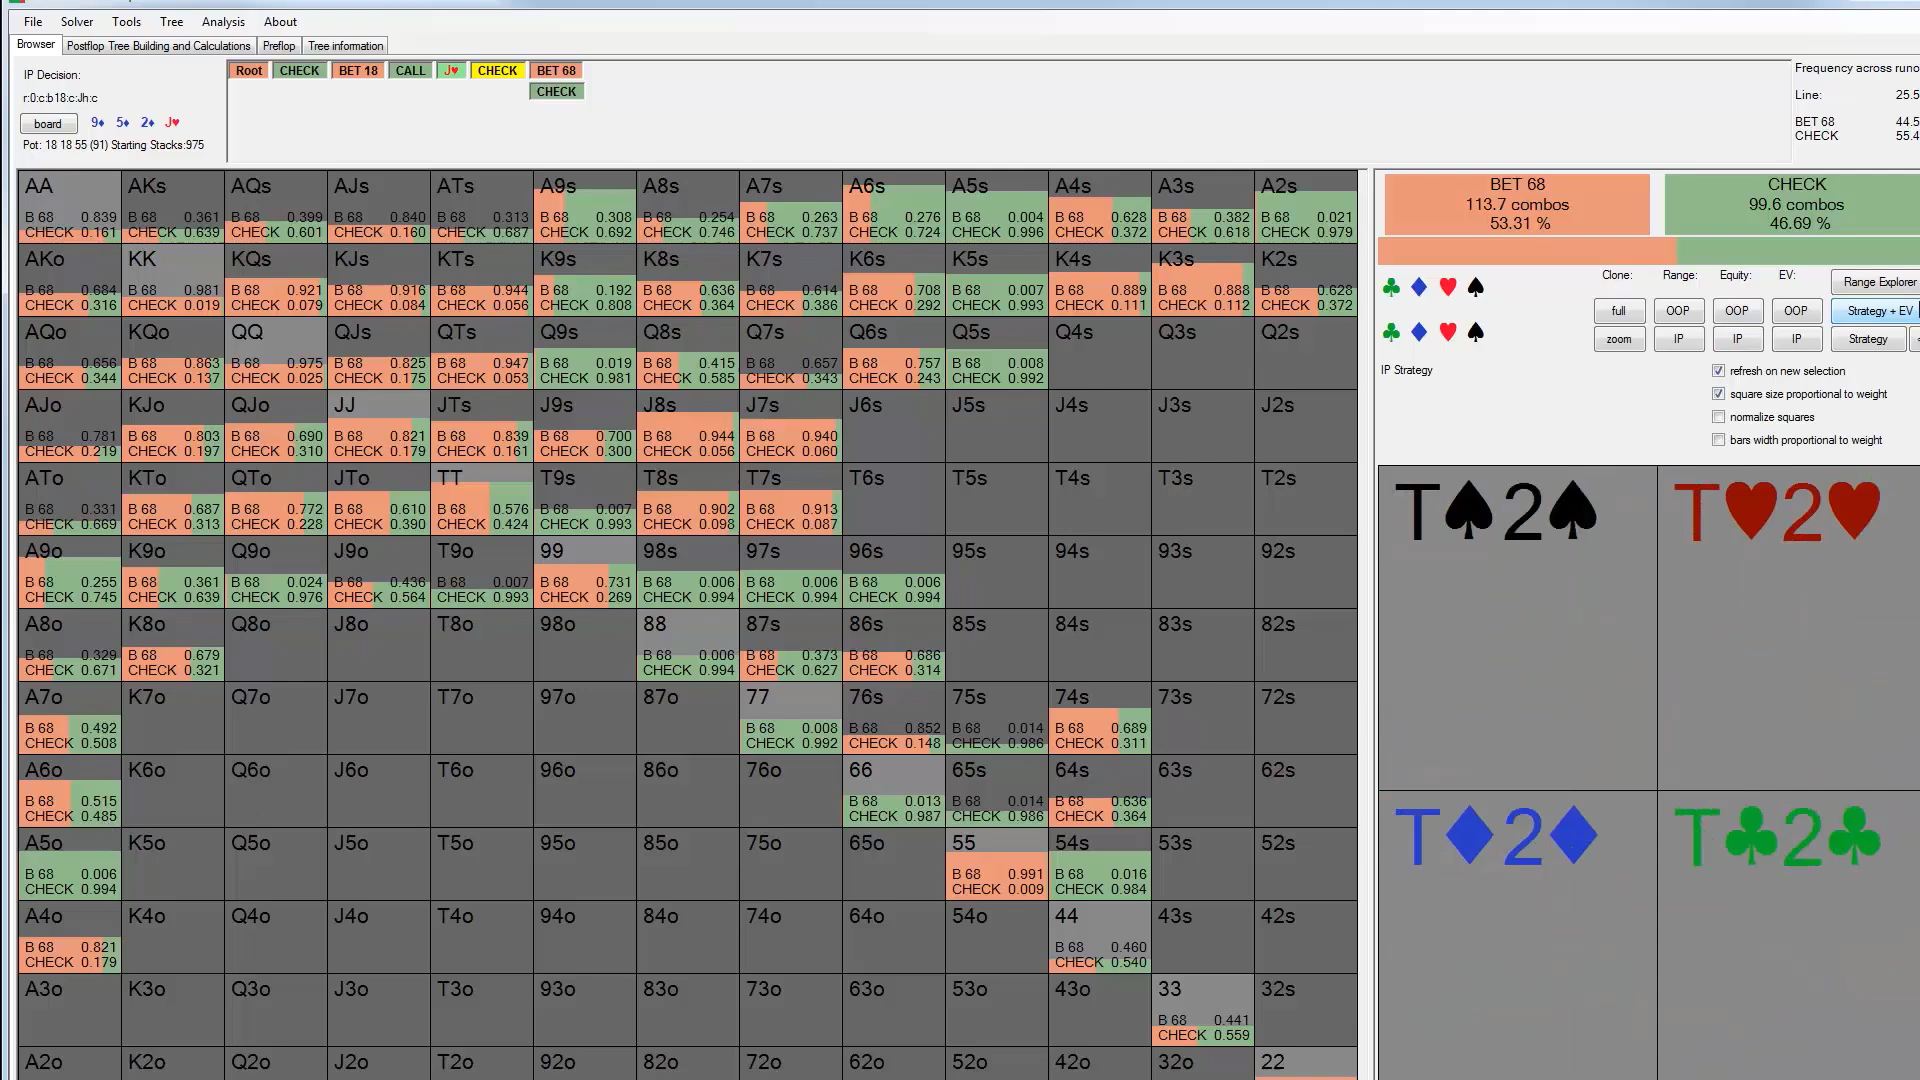 File Solver Tools Tree Analysis About
Browser Postflop Tree Building and Calculations Preflop Tree information
IP Decision:
r:0:c:b18:c:Jh:c
board 9♦ 5♦ 2♦ J♥
Pot: 18 18 55 (91) Starting Stacks:975
Root CHECK BET 18 CALL J♥ CHECK BET 68
CHECK
Frequency across runo
Line: 25.5
BET 68 44.5
CHECK 55.4
AA AKs AQs AJs ATs A9s A8s A7s A6s A5s A4s A3s A2s
B 68 0.839 B 68 0.361 B 68 0.399 B 68 0.840 B 68 0.313 B 68 0.308 B 68 0.254 B 68 0.263 B 68 0.276 B 68 0.004 B 68 0.628 B 68 0.382 B 68 0.021
CHECK 0.161 CHECK 0.639 CHECK 0.601 CHECK 0.160 CHECK 0.687 CHECK 0.692 CHECK 0.746 CHECK 0.737 CHECK 0.724 CHECK 0.996 CHECK 0.372 CHECK 0.618 CHECK 0.979
AKo KK KQs KJs KTs K9s K8s K7s K6s K5s K4s K3s K2s
B 68 0.684 B 68 0.981 B 68 0.921 B 68 0.916 B 68 0.944 B 68 0.192 B 68 0.636 B 68 0.614 B 68 0.708 B 68 0.007 B 68 0.889 B 68 0.888 B 68 0.628
CHECK 0.316 CHECK 0.019 CHECK 0.079 CHECK 0.084 CHECK 0.056 CHECK 0.808 CHECK 0.364 CHECK 0.386 CHECK 0.292 CHECK 0.993 CHECK 0.111 CHECK 0.112 CHECK 0.372
AQo KQo QQ QJs QTs Q9s Q8s Q7s Q6s Q5s Q4s Q3s Q2s
B 68 0.656 B 68 0.863 B 68 0.975 B 68 0.825 B 68 0.947 B 68 0.019 B 68 0.415 B 68 0.657 B 68 0.757 B 68 0.008
CHECK 0.344 CHECK 0.137 CHECK 0.025 CHECK 0.175 CHECK 0.053 CHECK 0.981 CHECK 0.585 CHECK 0.343 CHECK 0.243 CHECK 0.992
AJo KJo QJo JJ JTs J9s J8s J7s J6s J5s J4s J3s J2s
B 68 0.781 B 68 0.803 B 68 0.690 B 68 0.821 B 68 0.839 B 68 0.700 B 68 0.944 B 68 0.940
CHECK 0.219 CHECK 0.197 CHECK 0.310 CHECK 0.179 CHECK 0.161 CHECK 0.300 CHECK 0.056 CHECK 0.060
ATo KTo QTo JTo TT T9s T8s T7s T6s T5s T4s T3s T2s
B 68 0.331 B 68 0.687 B 68 0.772 B 68 0.610 B 68 0.576 B 68 0.007 B 68 0.902 B 68 0.913
CHECK 0.669 CHECK 0.313 CHECK 0.228 CHECK 0.390 CHECK 0.424 CHECK 0.993 CHECK 0.098 CHECK 0.087
A9o K9o Q9o J9o T9o 99 98s 97s 96s 95s 94s 93s 92s
B 68 0.255 B 68 0.361 B 68 0.024 B 68 0.436 B 68 0.007 B 68 0.731 B 68 0.006 B 68 0.006 B 68 0.006
CHECK 0.745 CHECK 0.639 CHECK 0.976 CHECK 0.564 CHECK 0.993 CHECK 0.269 CHECK 0.994 CHECK 0.994 CHECK 0.994
A8o K8o Q8o J8o T8o 98o 88 87s 86s 85s 84s 83s 82s
B 68 0.329 B 68 0.679 B 68 0.006 B 68 0.373 B 68 0.686
CHECK 0.671 CHECK 0.321 CHECK 0.994 CHECK 0.627 CHECK 0.314
A7o K7o Q7o J7o T7o 97o 87o 77 76s 75s 74s 73s 72s
B 68 0.492 B 68 0.008 B 68 0.852 B 68 0.014 B 68 0.689
CHECK 0.508 CHECK 0.992 CHECK 0.148 CHECK 0.986 CHECK 0.311
A6o K6o Q6o J6o T6o 96o 86o 76o 66 65s 64s 63s 62s
B 68 0.515 B 68 0.013 B 68 0.014 B 68 0.636
CHECK 0.485 CHECK 0.987 CHECK 0.986 CHECK 0.364
A5o K5o Q5o J5o T5o 95o 85o 75o 65o 55 54s 53s 52s
B 68 0.006 B 68 0.991 B 68 0.016
CHECK 0.994 CHECK 0.009 CHECK 0.984
A4o K4o Q4o J4o T4o 94o 84o 74o 64o 54o 44 43s 42s
B 68 0.821 B 68 0.460
CHECK 0.179 CHECK 0.540
A3o K3o Q3o J3o T3o 93o 83o 73o 63o 53o 43o 33 32s
B 68 0.441
CHECK 0.559
A2o K2o Q2o J2o T2o 92o 82o 72o 62o 52o 42o 32o 22
BET 68 CHECK
113.7 combos 99.6 combos
53.31 % 46.69 %
♣ ♦ ♥ ♠
♣ ♦ ♥ ♠
Clone: Range: Equity: EV: Range Explorer
full OOP OOP OOP Strategy + EV
zoom IP IP IP Strategy
IP Strategy
refresh on new selection
square size proportional to weight
normalize squares
bars width proportional to weight
T♠2♠ T♥2♥
T♦2♦ T♣2♣